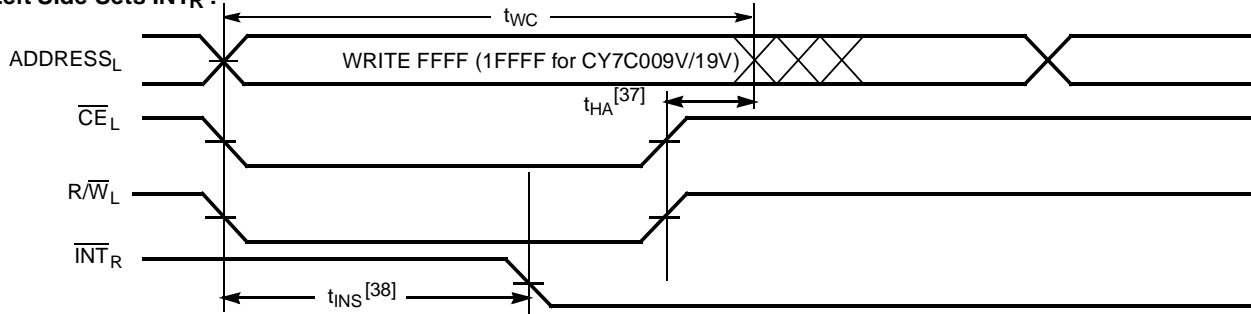 Left Side Sets INTR :
tWC
ADDRESSL
WRITE FFFF (1FFFF for CY7C009V/19V)
tHA[37]
CEL
R/WL
INTR
tINS[38]